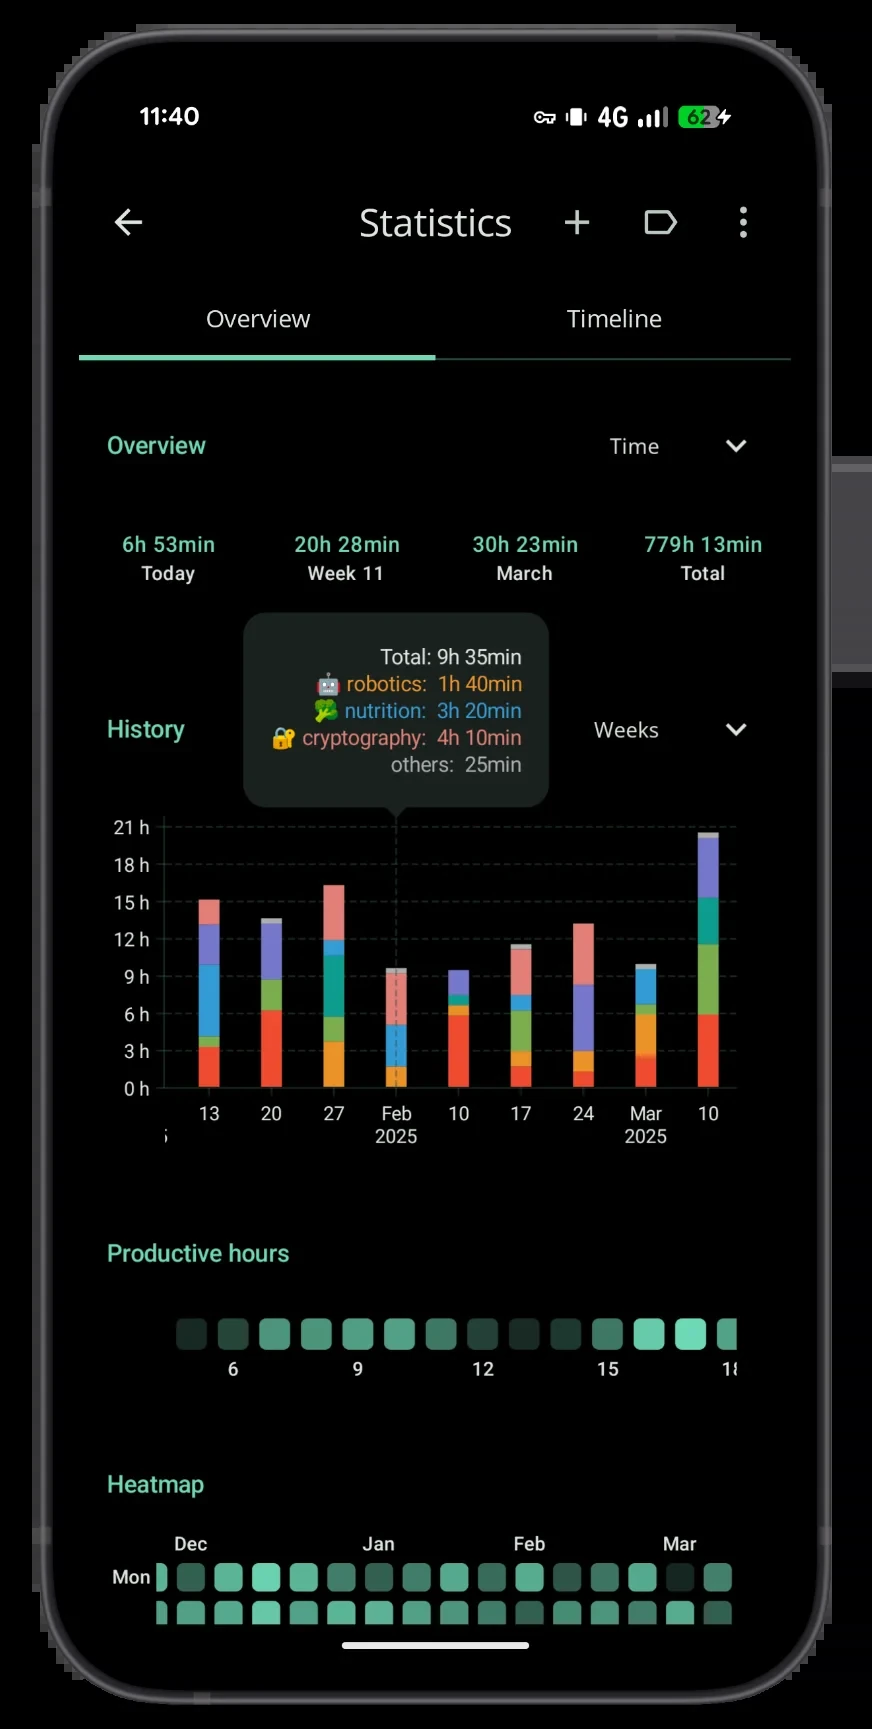 11:40 4G 62
Statistics
Overview Timeline
Overview Time
6h 53min 20h 28min 30h 23min 779h 13min
Today Week 11 March Total
Total: 9h 35min
robotics: 1h 40min
nutrition: 3h 20min
cryptography: 4h 10min
others: 25min
History Weeks
21 h
18 h
15 h
12 h
9 h
6 h
3 h
0 h
13 20 27 Feb 10 17 24 Mar 10
2025 2025
Productive hours
6 9 12 15
Heatmap
Dec Jan Feb Mar
Mon